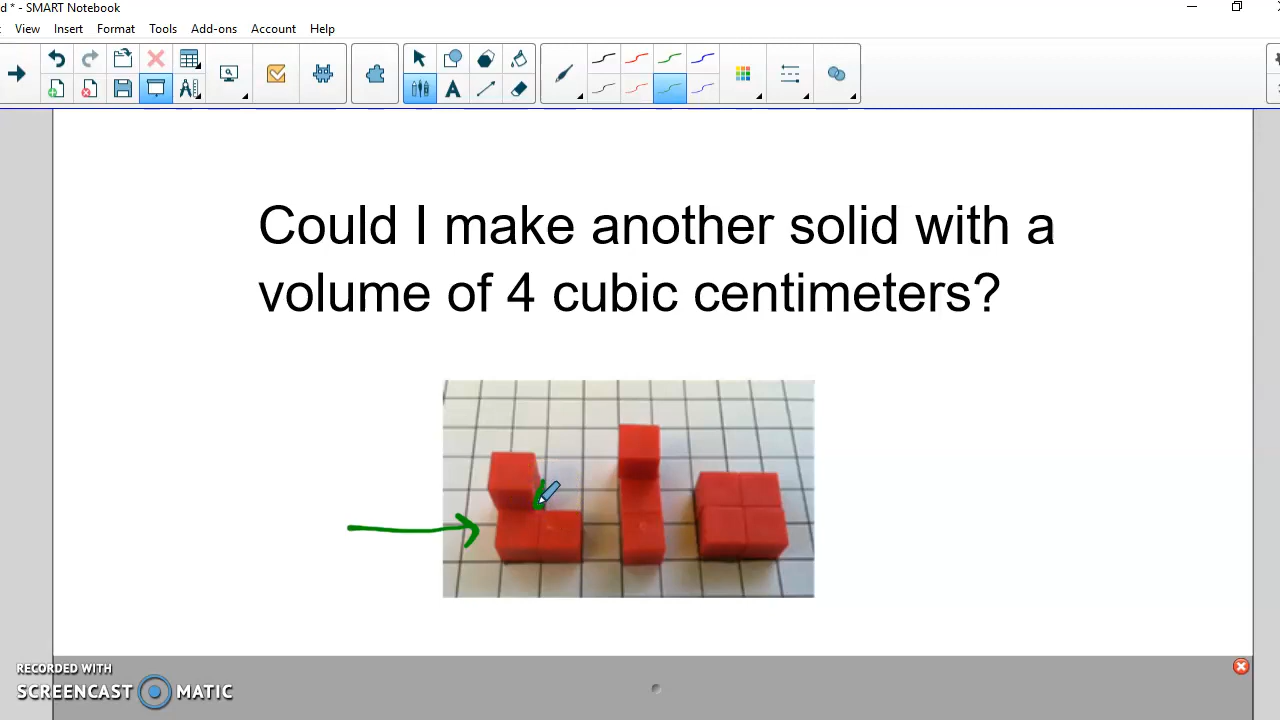 d * - SMART Notebook
View Insert Format Tools Add-ons Account Help
Could I make another solid with a
volume of 4 cubic centimeters?
RECORDED WITH
SCREENCAST MATIC